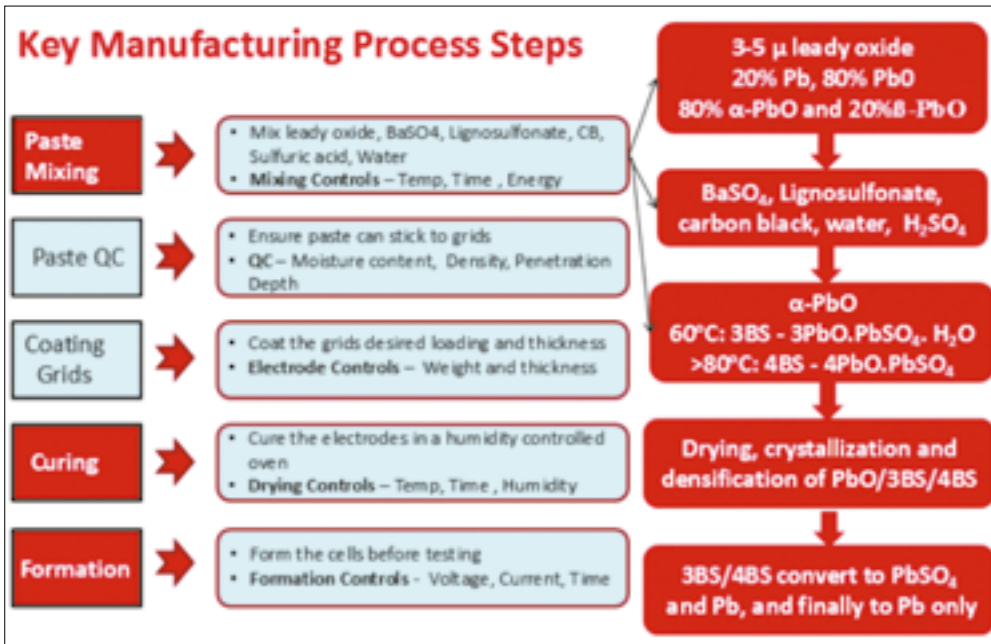 Key Manufacturing Process Steps
Paste
Mixing
• Mix leady oxide, BaSO4, Lignosulfonate, CB,
Sulfuric acid, Water
• Mixing Controls – Temp, Time , Energy
Paste QC
• Ensure paste can stick to grids
• QC – Moisture content, Density, Penetration
Depth
Coating
Grids
• Coat the grids desired loading and thickness
• Electrode Controls – Weight and thickness
Curing
• Cure the electrodes in a humidity controlled
oven
• Drying Controls – Temp, Time , Humidity
Formation
• Form the cells before testing
• Formation Controls - Voltage, Current, Time
3-5 µ leady oxide
20% Pb, 80% Pb0
80% α-PbO and 20%ß-PbO
BaSO₄, Lignosulfonate,
carbon black, water, H₂SO₄
α-PbO
60°C: 3BS - 3PbO.PbSO₄. H₂O
>80°C: 4BS - 4PbO.PbSO₄
Drying, crystallization and
densification of PbO/3BS/4BS
3BS/4BS convert to PbSO₄
and Pb, and finally to Pb only